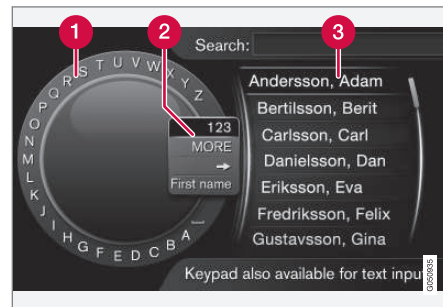 1
2
3
Search:
A B C D E F G H I J K L M N O P Q R S T U V W X Y Z
123
MORE
➞
First name
Andersson, Adam
Bertilsson, Berit
Carlsson, Carl
Danielsson, Dan
Eriksson, Eva
Fredriksson, Felix
Gustavsson, Gina
Keypad also available for text input
G050935